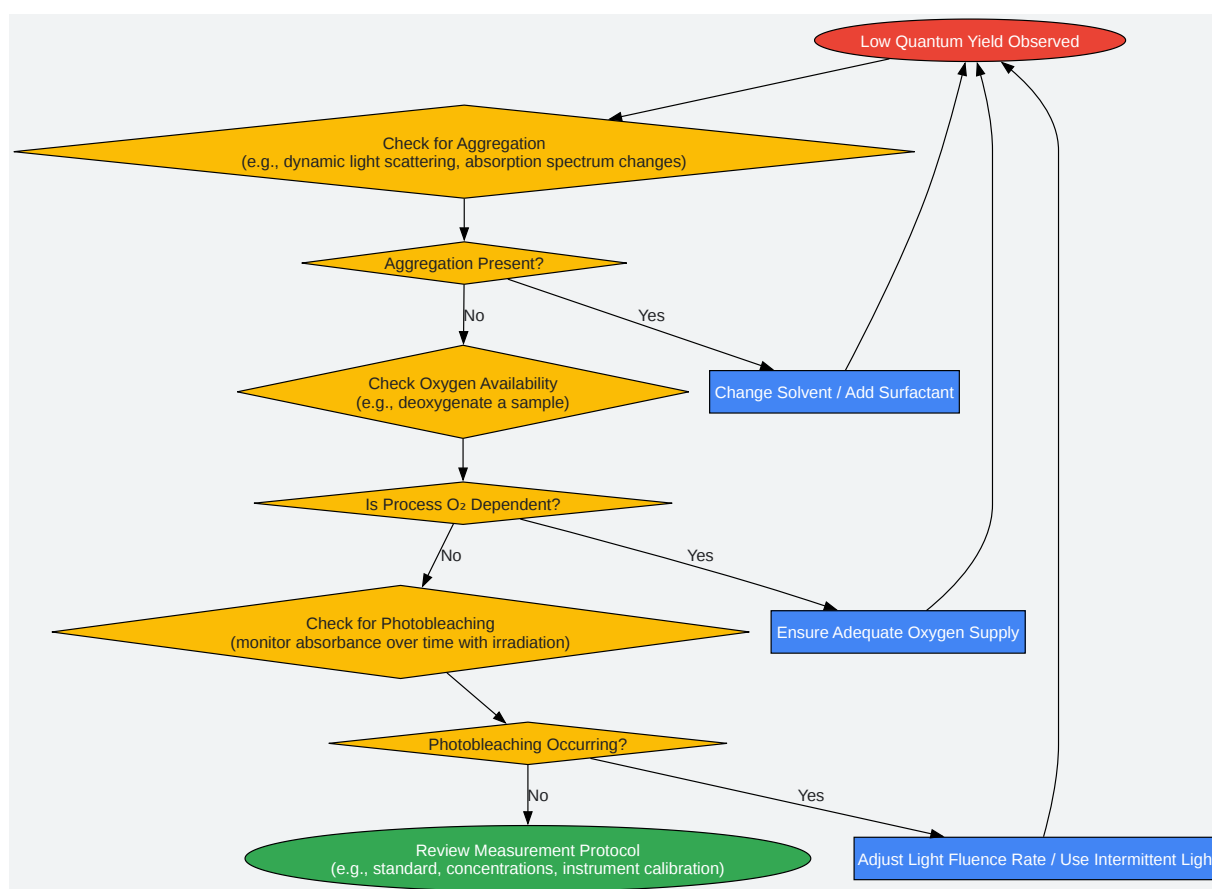 Low Quantum Yield Observed
Check for Aggregation
(e.g., dynamic light scattering, absorption spectrum changes)
Aggregation Present?
No
Yes
Check Oxygen Availability
(e.g., deoxygenate a sample)
Change Solvent / Add Surfactant
Is Process O₂ Dependent?
No
Yes
Check for Photobleaching
(monitor absorbance over time with irradiation)
Ensure Adequate Oxygen Supply
Photobleaching Occurring?
No
Yes
Review Measurement Protocol
(e.g., standard, concentrations, instrument calibration)
Adjust Light Fluence Rate / Use Intermittent Ligh